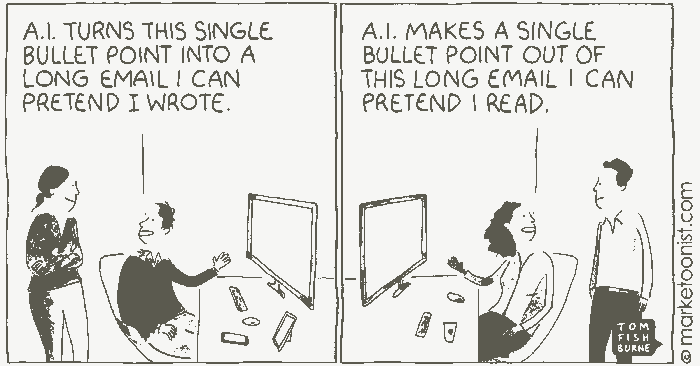 A.I. TURNS THIS SINGLE
BULLET POINT INTO A
LONG EMAIL I CAN
PRETEND I WROTE.
A.I. MAKES A SINGLE
BULLET POINT OUT OF
THIS LONG EMAIL I CAN
PRETEND I READ.
TOM
FISH
BURNE
© marketoonist.com